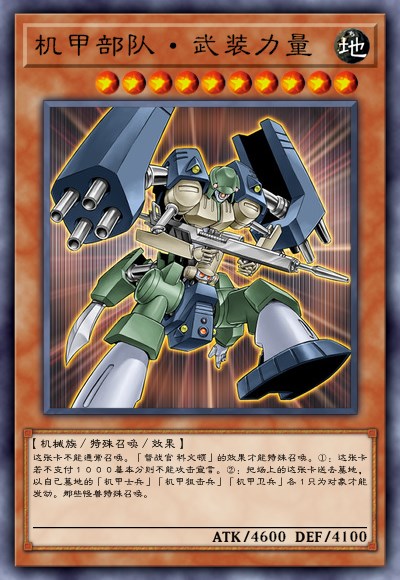 机甲部队·武装力量
地
【机械族/特殊召唤/效果】
这张卡不能通常召唤。「督战官 科文顿」的效果才能特殊召唤。①：这张卡
若不支付１０００基本分则不能攻击宣言。②：把场上的这张卡送去墓地，
以自己墓地的「机甲士兵」「机甲狙击兵」「机甲卫兵」各1只为对象才能
发动。那些怪兽特殊召唤。
ATK/4600 DEF/4100